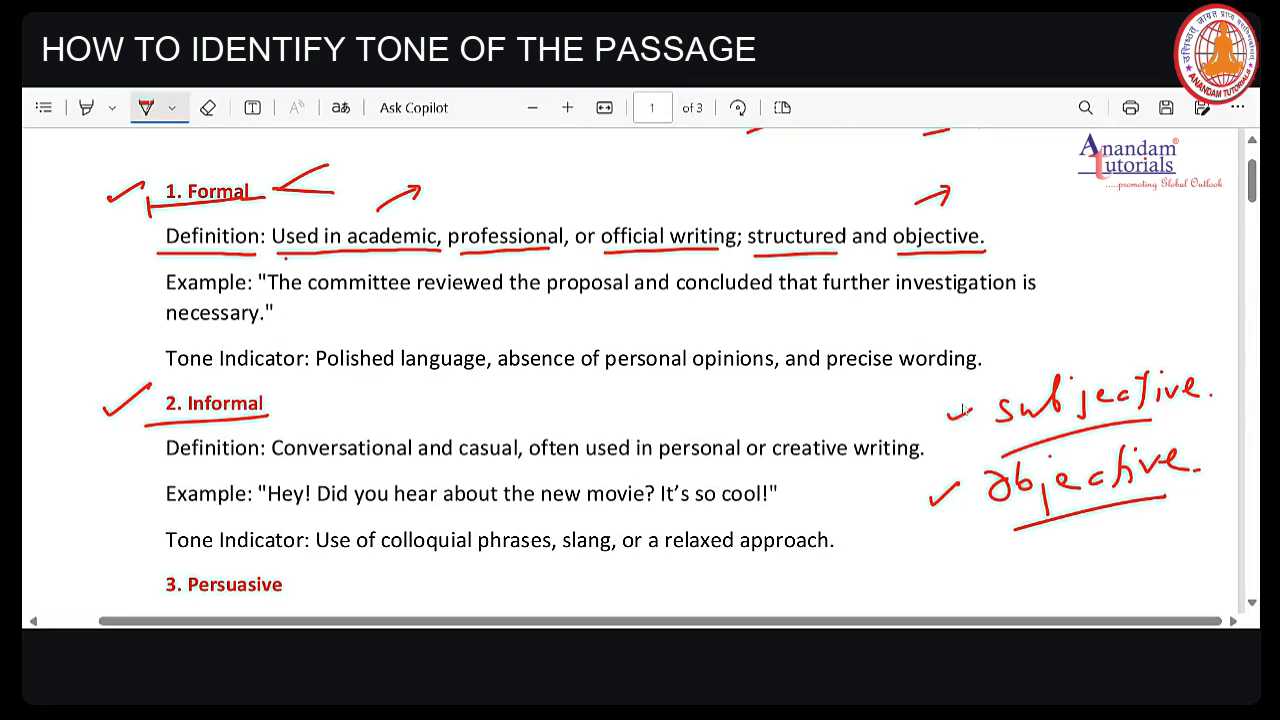 HOW TO IDENTIFY TONE OF THE PASSAGE
ANANDAM TUTORIALS
aあ Ask Copilot
1 of 3
Anandam
Tutorials
.....promoting Global Outlook
1. Formal
Definition: Used in academic, professional, or official writing; structured and objective.
Example: "The committee reviewed the proposal and concluded that further investigation is
necessary."
Tone Indicator: Polished language, absence of personal opinions, and precise wording.
subjective.
2. Informal
Definition: Conversational and casual, often used in personal or creative writing.
objective.
Example: "Hey! Did you hear about the new movie? It’s so cool!"
Tone Indicator: Use of colloquial phrases, slang, or a relaxed approach.
3. Persuasive